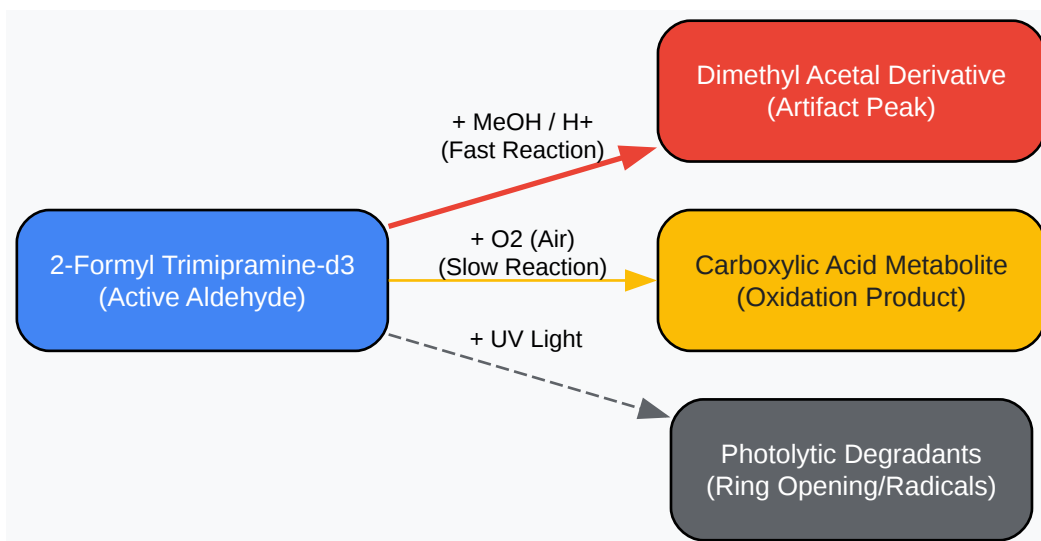 Dimethyl Acetal Derivative
(Artifact Peak)
+ MeOH / H+
(Fast Reaction)
2-Formyl Trimipramine-d3
(Active Aldehyde)
+ O2 (Air)
(Slow Reaction)
Carboxylic Acid Metabolite
(Oxidation Product)
+ UV Light
Photolytic Degradants
(Ring Opening/Radicals)